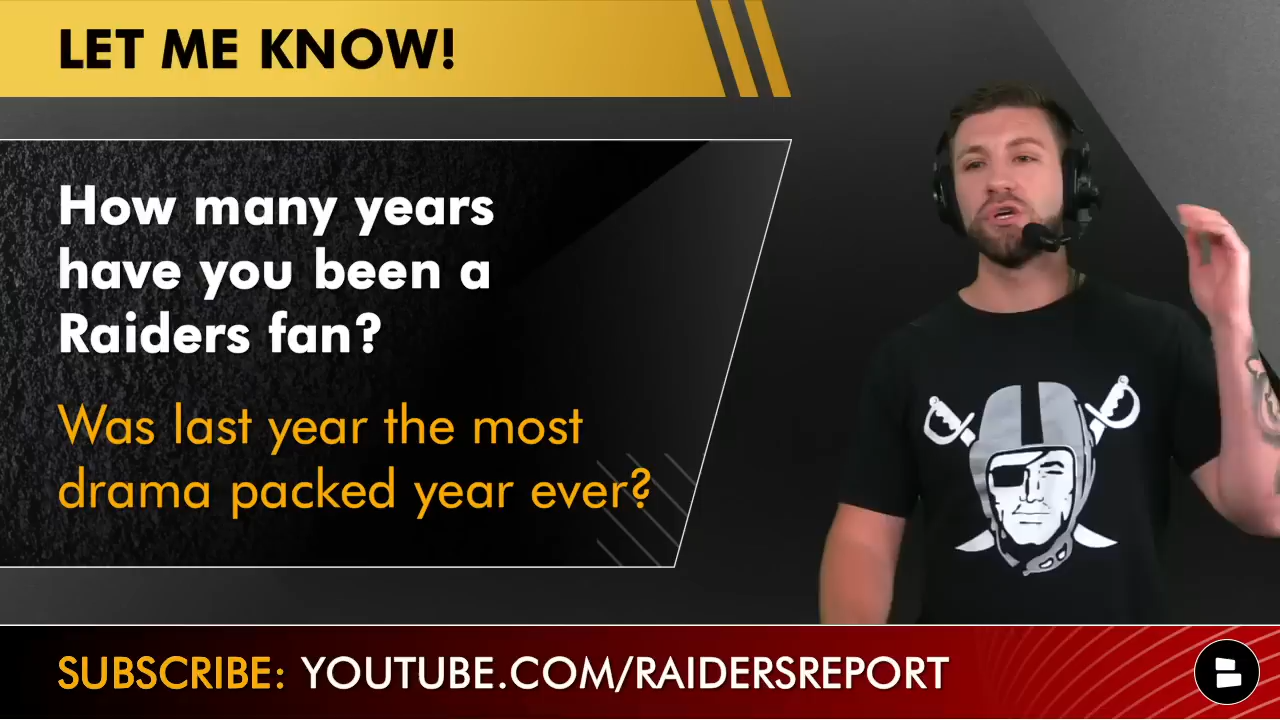 LET ME KNOW!
How many years
have you been a
Raiders fan?
Was last year the most
drama packed year ever?
SUBSCRIBE: YOUTUBE.COM/RAIDERSREPORT